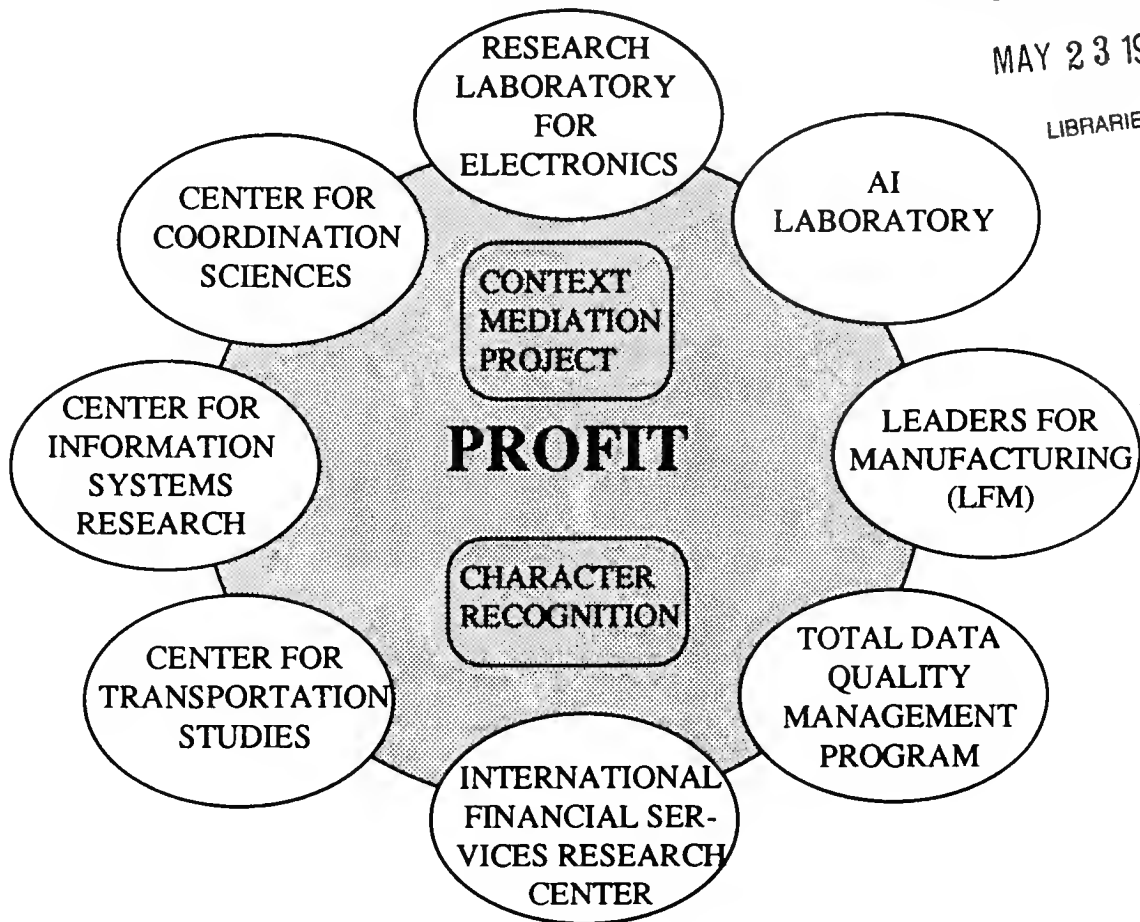 MAY 23 19
LIBRARIE
RESEARCH
LABORATORY
FOR
ELECTRONICS
AI
LABORATORY
CENTER FOR
COORDINATION
SCIENCES
CONTEXT
MEDIATION
PROJECT
CENTER FOR
INFORMATION
SYSTEMS
RESEARCH
PROFIT
LEADERS FOR
MANUFACTURING
(LFM)
CHARACTER
RECOGNITION
CENTER FOR
TRANSPORTATION
STUDIES
TOTAL DATA
QUALITY
MANAGEMENT
PROGRAM
INTERNATIONAL
FINANCIAL SER-
VICES RESEARCH
CENTER